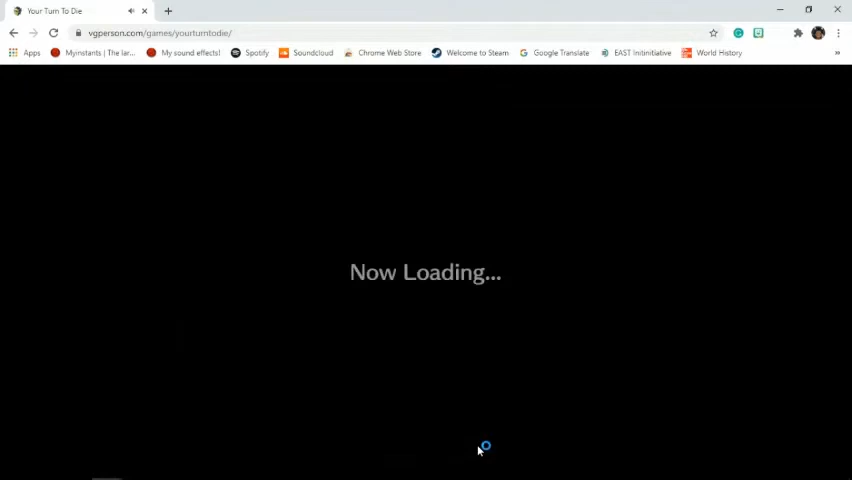 Your Turn To Die
vgperson.com/games/yourturntodie/
Apps Myinstants | The lar... My sound effects! Spotify Soundcloud Chrome Web Store Welcome to Steam Google Translate EAST Initinitiative World History »
Now Loading...